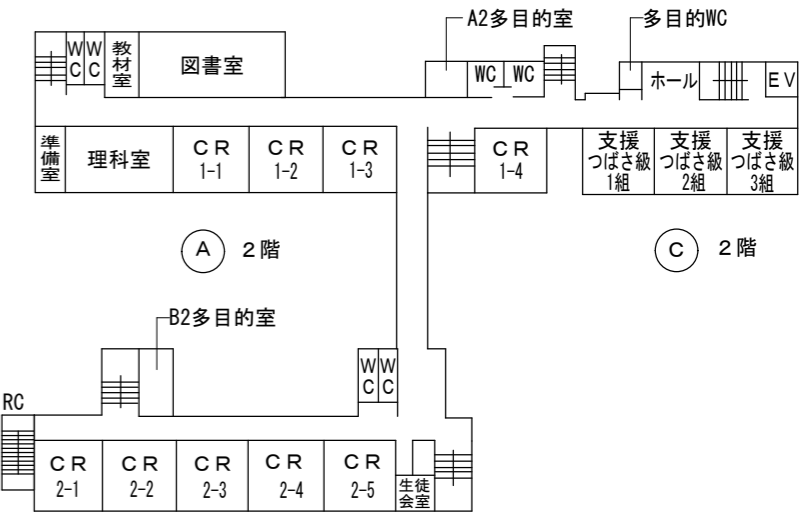 A2多目的室
多目的WC
WC
WC
教材室
図書室
WC
WC
ホール
EV
準備室
理科室
CR
1-1
CR
1-2
CR
1-3
CR
1-4
支援
つばさ級
1組
支援
つばさ級
2組
支援
つばさ級
3組
A
2階
C
2階
B2多目的室
WC
WC
RC
CR
2-1
CR
2-2
CR
2-3
CR
2-4
CR
2-5
生徒
会室